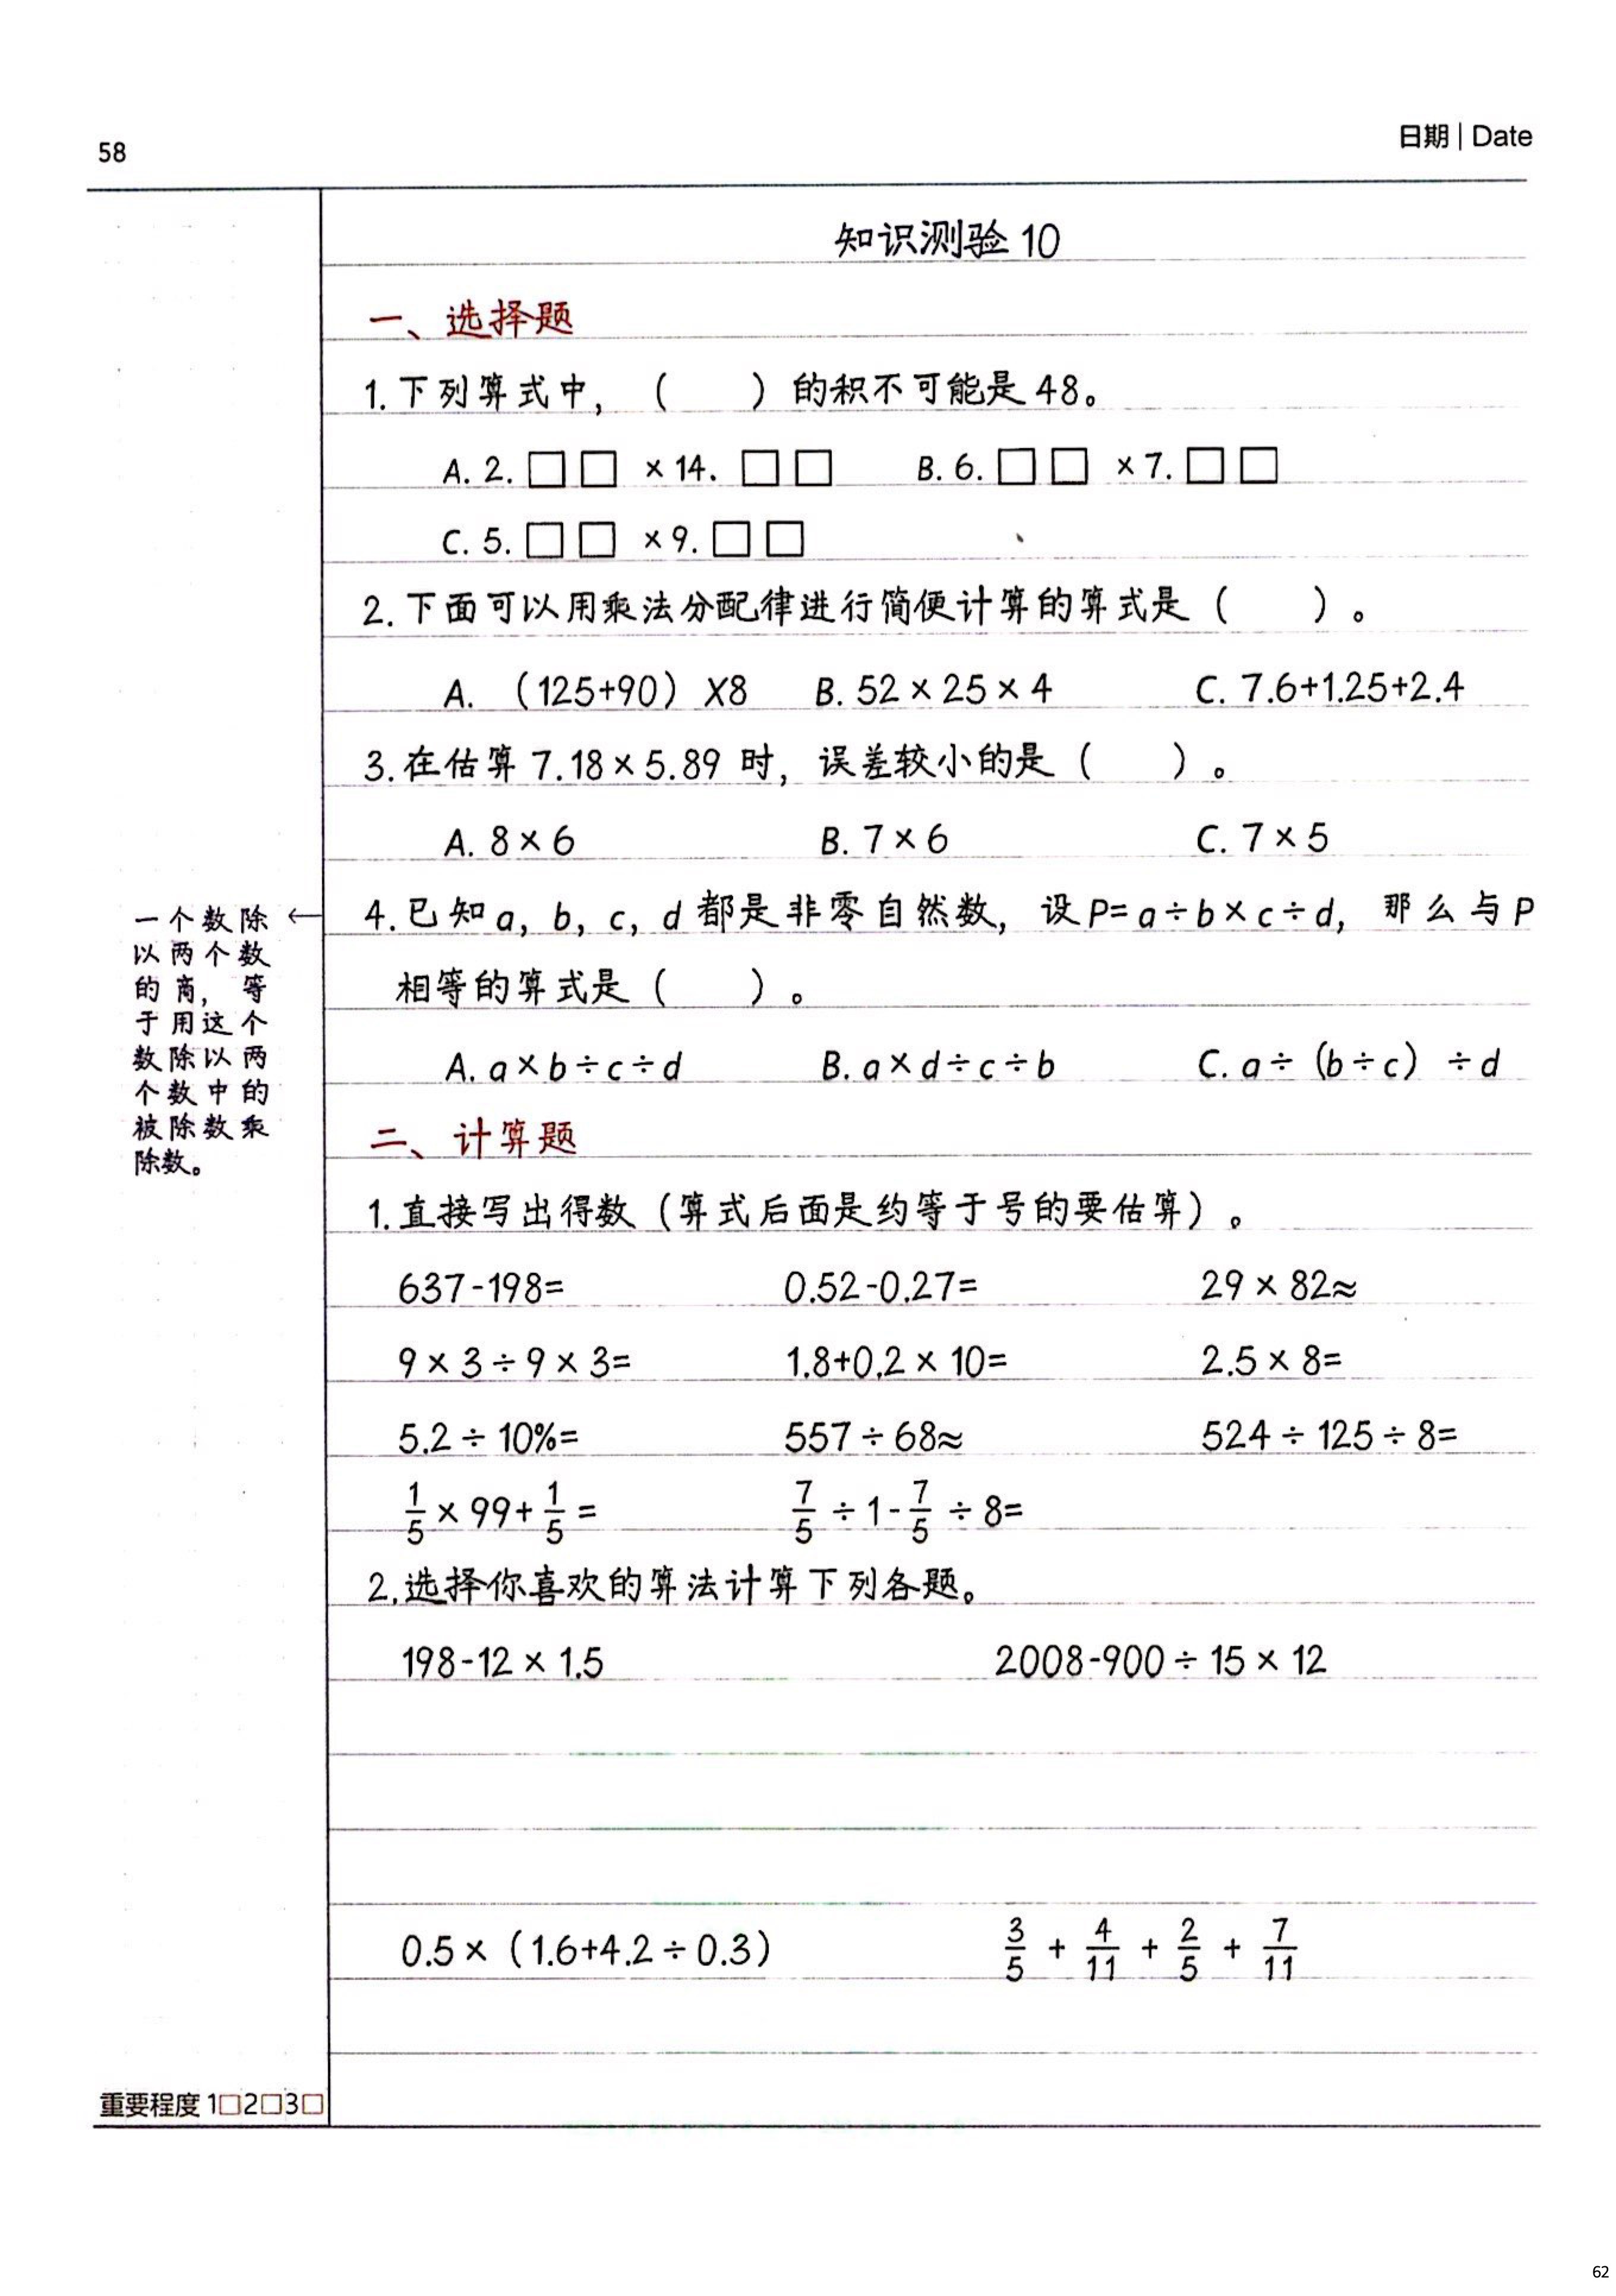 58
日期 | Date
知识测验 10
一、选择题
1. 下列算式中，（　　）的积不可能是 48。
A. 2. □ □ × 14. □ □　　B. 6. □ □ × 7. □ □
C. 5. □ □ × 9. □ □
2. 下面可以用乘法分配律进行简便计算的算式是（　　）。
A. （125+90）X8　　B. 52 × 25 × 4　　C. 7.6+1.25+2.4
3. 在估算 7.18 × 5.89 时，误差较小的是（　　）。
A. 8 × 6　　B. 7 × 6　　C. 7 × 5
一个数除
以两个数
的商，等
于用这个
数除以两
个数中的
被除数乘
除数。
←
4. 已知 a, b, c, d 都是非零自然数，设 P= a ÷ b × c ÷ d，那么与 P
相等的算式是（　　）。
A. a × b ÷ c ÷ d　　B. a × d ÷ c ÷ b　　C. a ÷（b ÷ c）÷ d
二、计算题
1. 直接写出得数（算式后面是约等于号的要估算）。
637-198=　　0.52-0.27=　　29 × 82≈
9 × 3 ÷ 9 × 3=　　1.8+0.2 × 10=　　2.5 × 8=
5.2 ÷ 10%=　　557 ÷ 68≈　　524 ÷ 125 ÷ 8=
1/5 × 99+ 1/5 =　　7/5 ÷ 1- 7/5 ÷ 8=
2. 选择你喜欢的算法计算下列各题。
198-12 × 1.5　　2008-900 ÷ 15 × 12
0.5 ×（1.6+4.2 ÷ 0.3）　　3/5 + 4/11 + 2/5 + 7/11
重要程度 1□2□3□
62